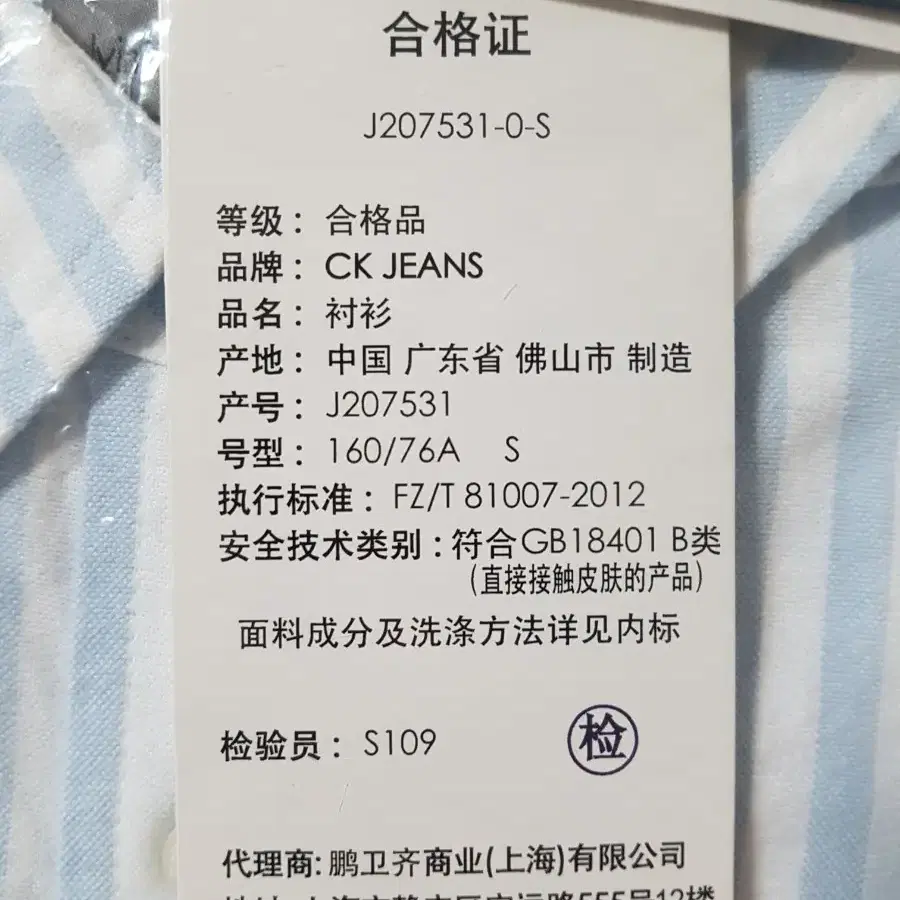 合格证
J207531-0-S
等级：合格品
品牌：CK JEANS
品名：衬衫
产地：中国 广东省 佛山市 制造
产号：J207531
号型：160/76A S
执行标准：FZ/T 81007-2012
安全技术类别：符合GB18401 B类
(直接接触皮肤的产品)
面料成分及洗涤方法详见内标
检验员：S109 检
代理商:鹏卫齐商业(上海)有限公司